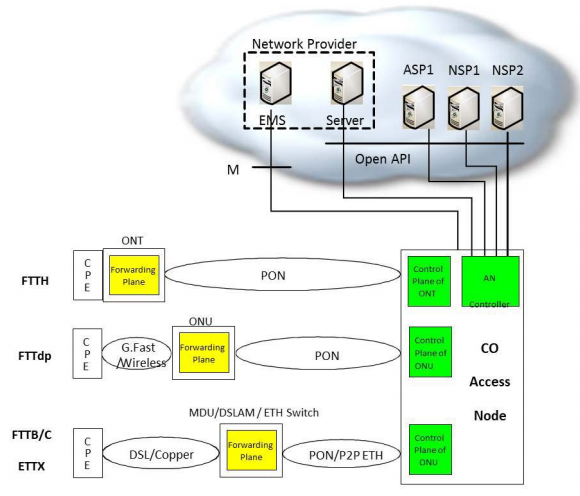 Network Provider
ASP1 NSP1 NSP2
EMS Server
Open API
M
ONT
FTTH
C
P
E
Forwarding
Plane
PON
Control
Plane of
ONT
AN
Controller
ONU
FTTdp
C
P
E
G.Fast
/Wireless
Forwarding
Plane
PON
Control
Plane of
ONU
CO
Access
Node
MDU/DSLAM / ETH Switch
FTTB/C
ETTX
C
P
E
DSL/Copper
Forwarding
Plane
PON/P2P ETH
Control
Plane of
ONU